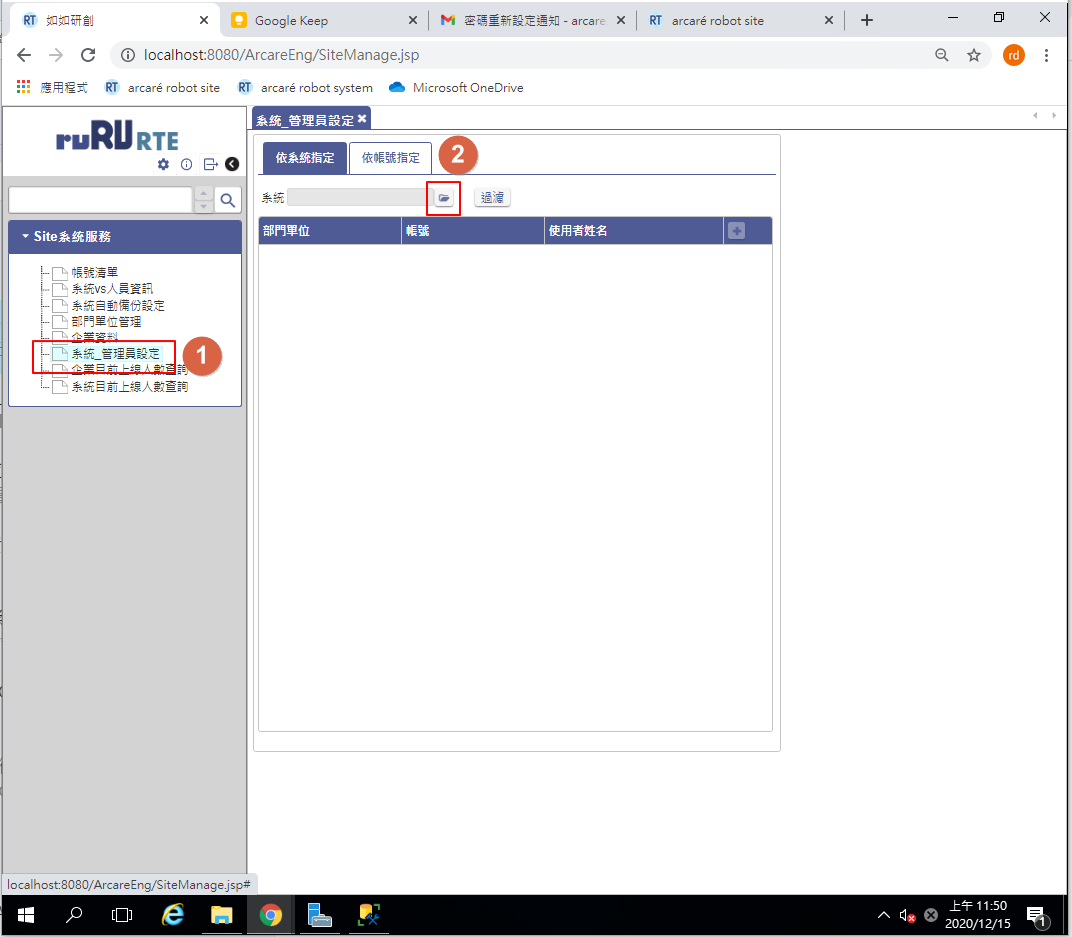 如如研創
Google Keep
密碼重新設定通知 - arcare
arcaré robot site
localhost:8080/ArcareEng/SiteManage.jsp
rd
應用程式
arcaré robot site
arcaré robot system
Microsoft OneDrive
ruRU RTE
系統_管理員設定
依系統指定
依帳號指定
2
系統
過濾
部門單位
帳號
使用者姓名
Site系統服務
帳號清單
系統vs人員資訊
系統自動備份設定
部門單位管理
企業資料
系統_管理員設定
1
企業目前上線人數查詢
系統目前上線人數查詢
localhost:8080/ArcareEng/SiteManage.jsp#
上午 11:50
2020/12/15
1